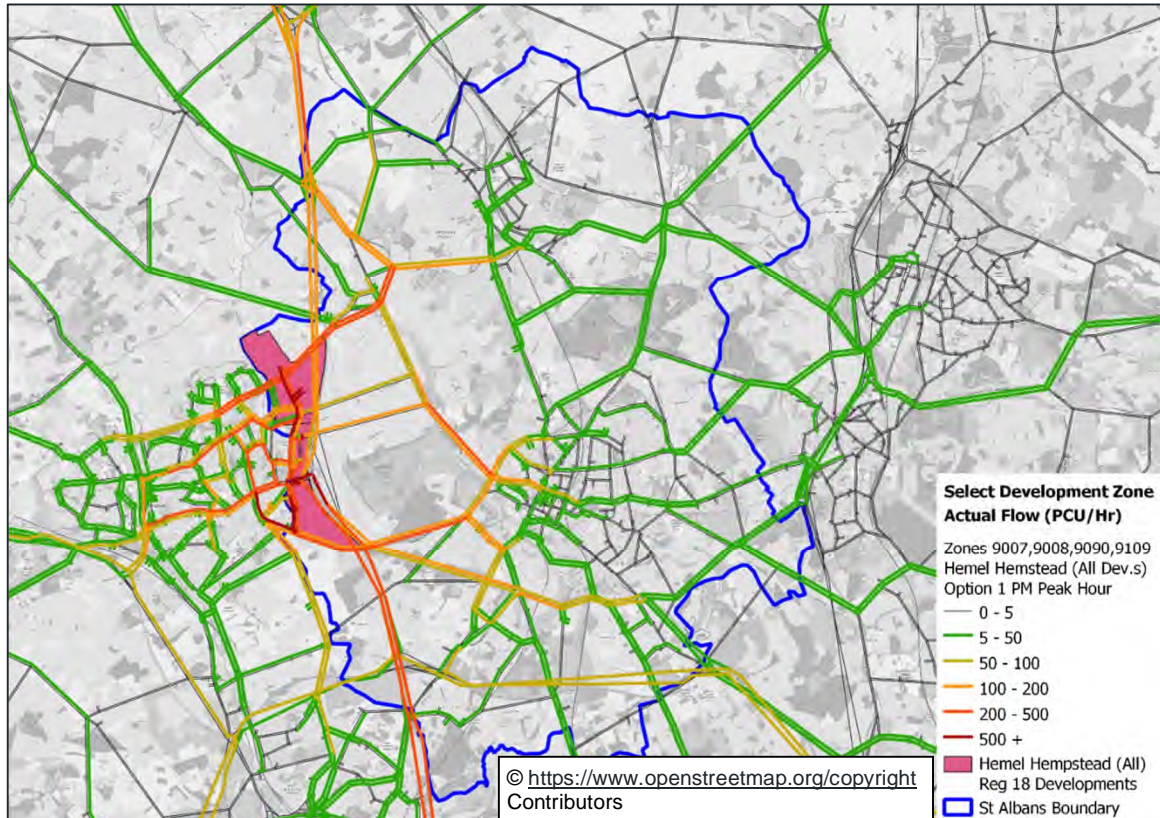 Select Development Zone
Actual Flow (PCU/Hr)
Zones 9007,9008,9090,9109
Hemel Hemstead (All Dev.s)
Option 1 PM Peak Hour
0 - 5
5 - 50
50 - 100
100 - 200
200 - 500
500 +
Hemel Hempstead (All)
Reg 18 Developments
St Albans Boundary
© https://www.openstreetmap.org/copyright
Contributors